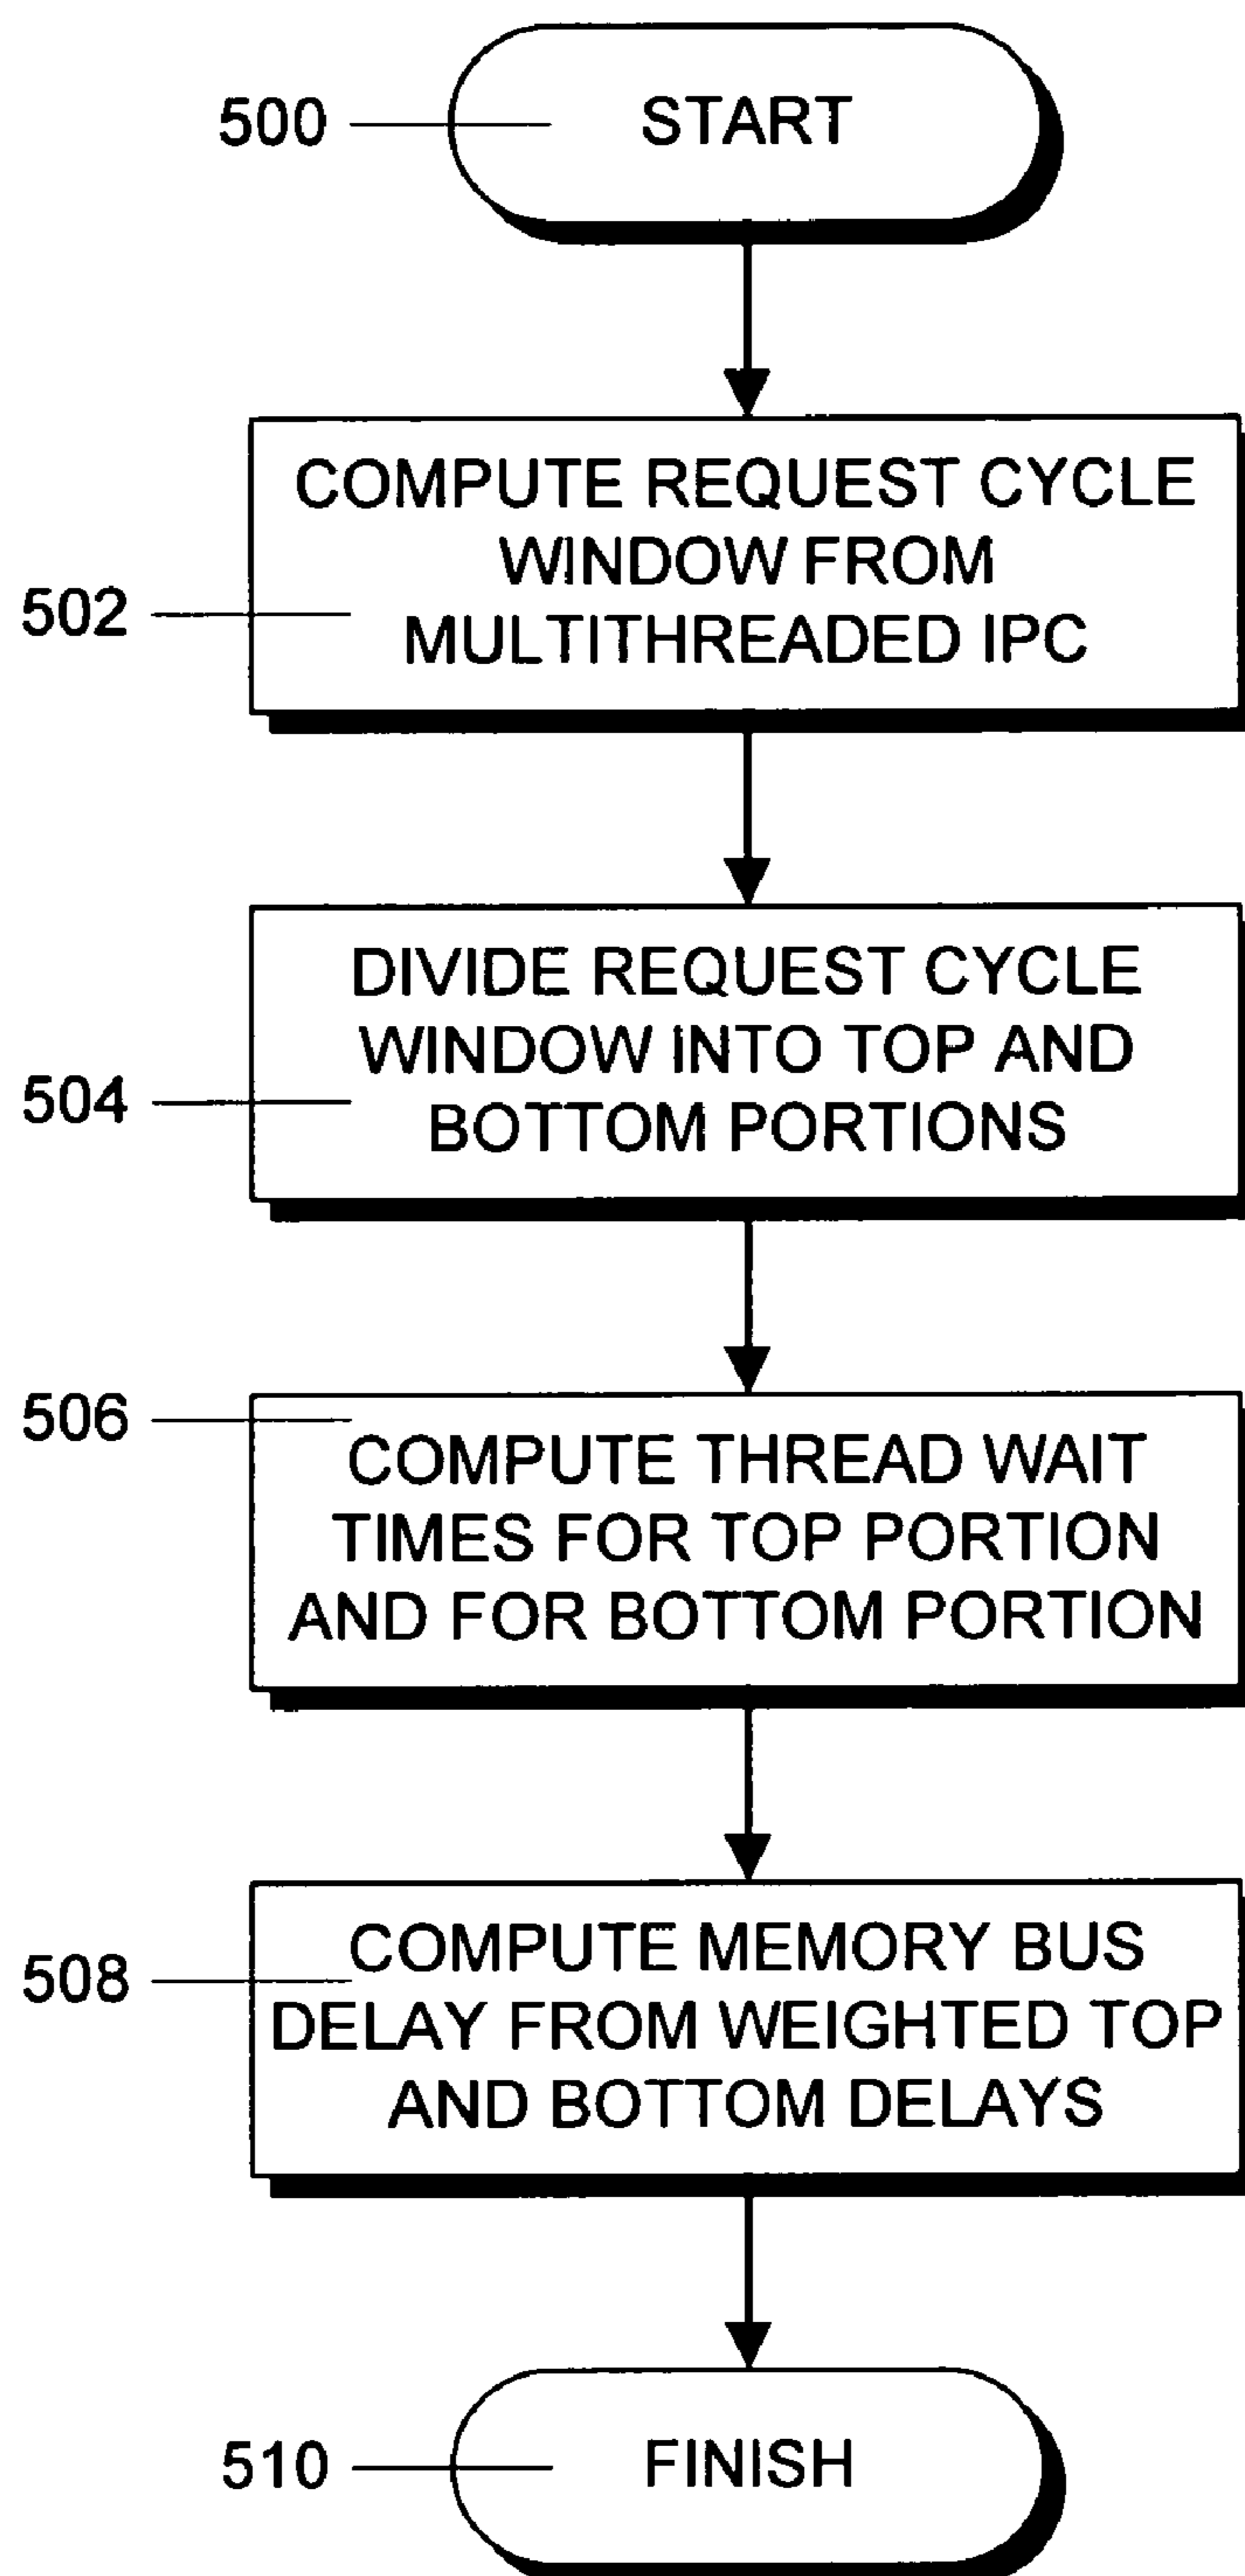 500
START
COMPUTE REQUEST CYCLE
WINDOW FROM
502
MULTITHREADED IPC
DIVIDE REQUEST CYCLE
WINDOW INTO TOP AND
504
BOTTOM PORTIONS
506
COMPUTE THREAD WAIT
TIMES FOR TOP PORTION
AND FOR BOTTOM PORTION
COMPUTE MEMORY BUS
508
DELAY FROM WEIGHTED TOP
AND BOTTOM DELAYS
510
FINISH